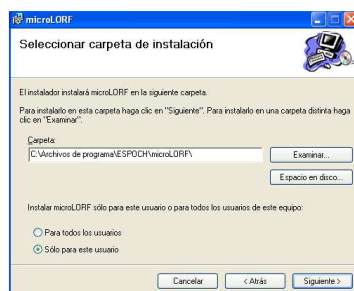 microLORF
Seleccionar carpeta de instalación
El instalador instalará microLORF en la siguiente carpeta.
Para instalarlo en esta carpeta haga clic en "Siguiente". Para instalarlo en una carpeta distinta haga
clic en "Examinar".
Carpeta:
C:\Archivos de programa\ESPOCH\microLORF\
Examinar...
Espacio en disco...
Instalar microLORF sólo para este usuario o para todos los usuarios de este equipo:
Para todos los usuarios
Sólo para este usuario
Cancelar
< Atrás
Siguiente >